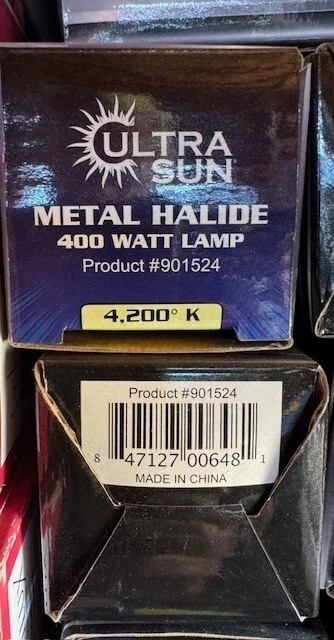 ULTRA
SUN
METAL HALIDE
400 WATT LAMP
Product #901524
4,200° K
Product #901524
8 47127 00648 1
MADE IN CHINA